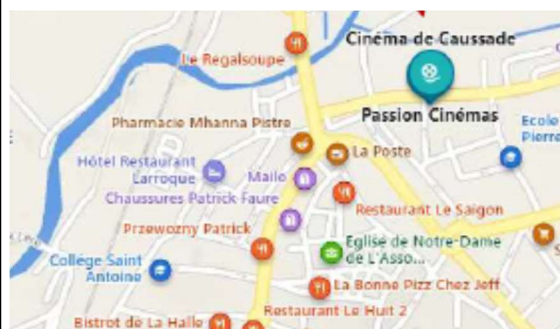 Cinéma de Caussade
Le Regalsoupe
Passion Cinémas
Pharmacie Mhanna Pistre
Ecole
Pierre
La Poste
Hôtel Restaurant
Larroque
Maile
Chaussures Patrick Faure
Restaurant Le Saigon
Przewozny Patrick
Eglise de Notre-Dame
de L'Asso...
Collège Saint
Antoine
La Bonne Pizz Chez Jeff
Restaurant Le Huit 2
Bistrot de La Halle